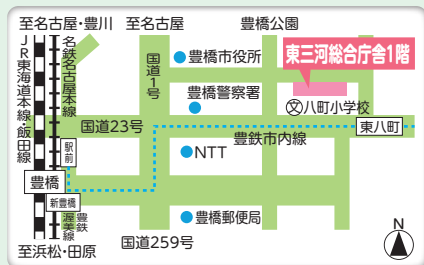 至名古屋・豊川
至名古屋
豊橋公園
JR東海道本線・飯田線
名鉄名古屋本線
国道1号
豊橋市役所
東三河総合庁舎1階
豊橋警察署
文八町小学校
国道23号
豊鉄市内線
東八町
駅前
NTT
豊橋
新豊橋
豊鉄
渥美線
豊橋郵便局
至浜松・田原
国道259号
N